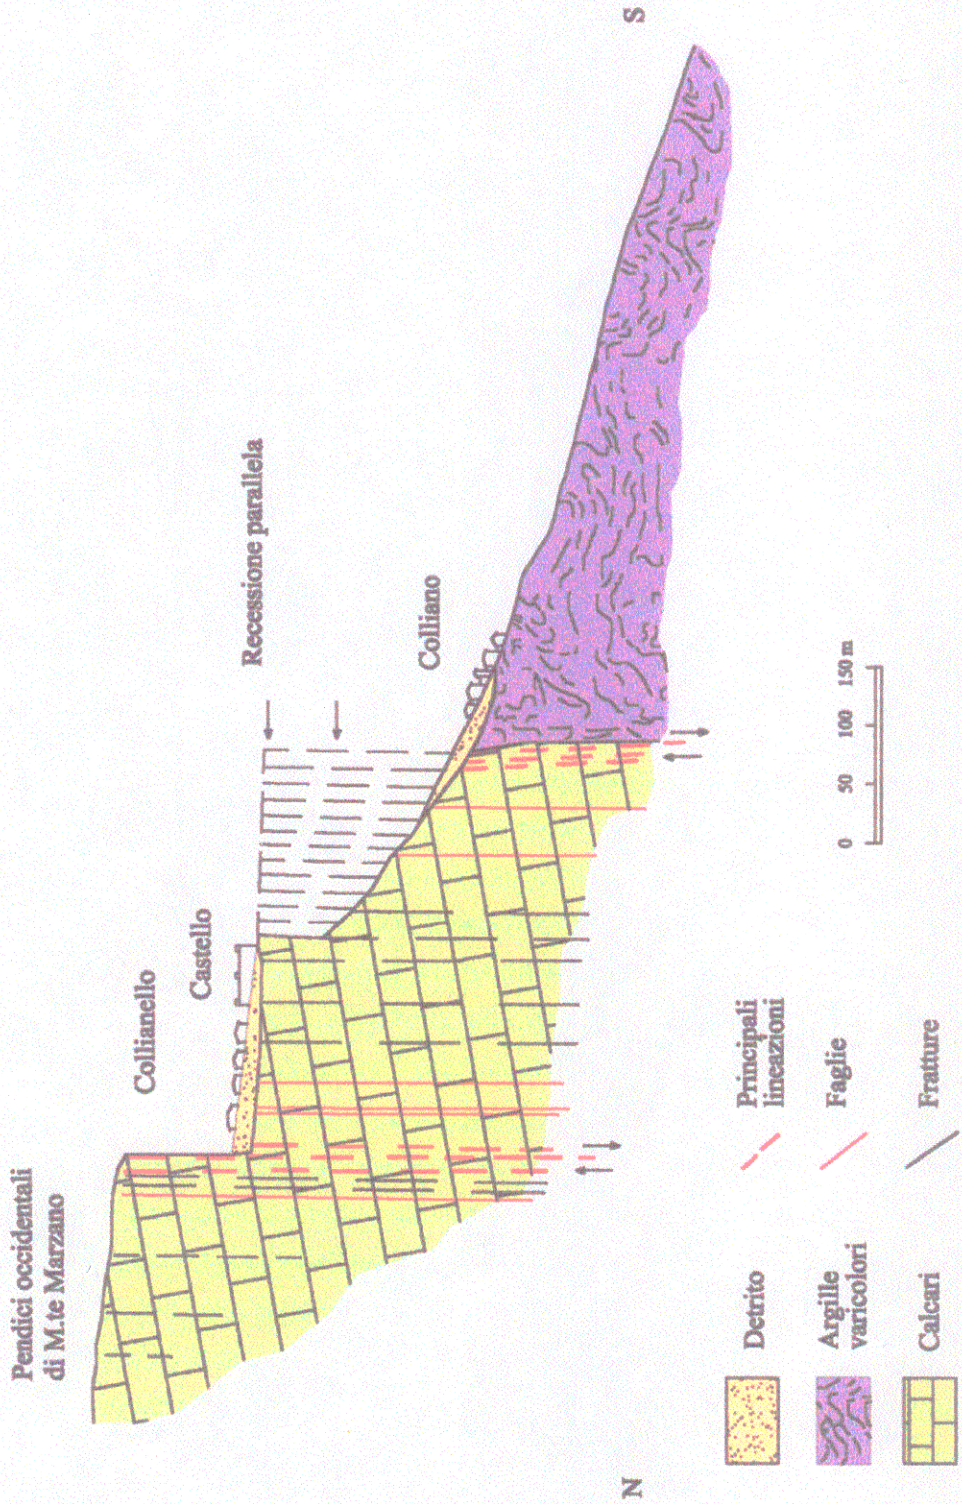 Pendici occidentali
di M.te Marzano
Collianello
Castello
Recessione parallela
Colliano
N
S
0 50 100 150 m
Detrito
Argille
varicolori
Calcari
Principali
lineazioni
Faglie
Fratture